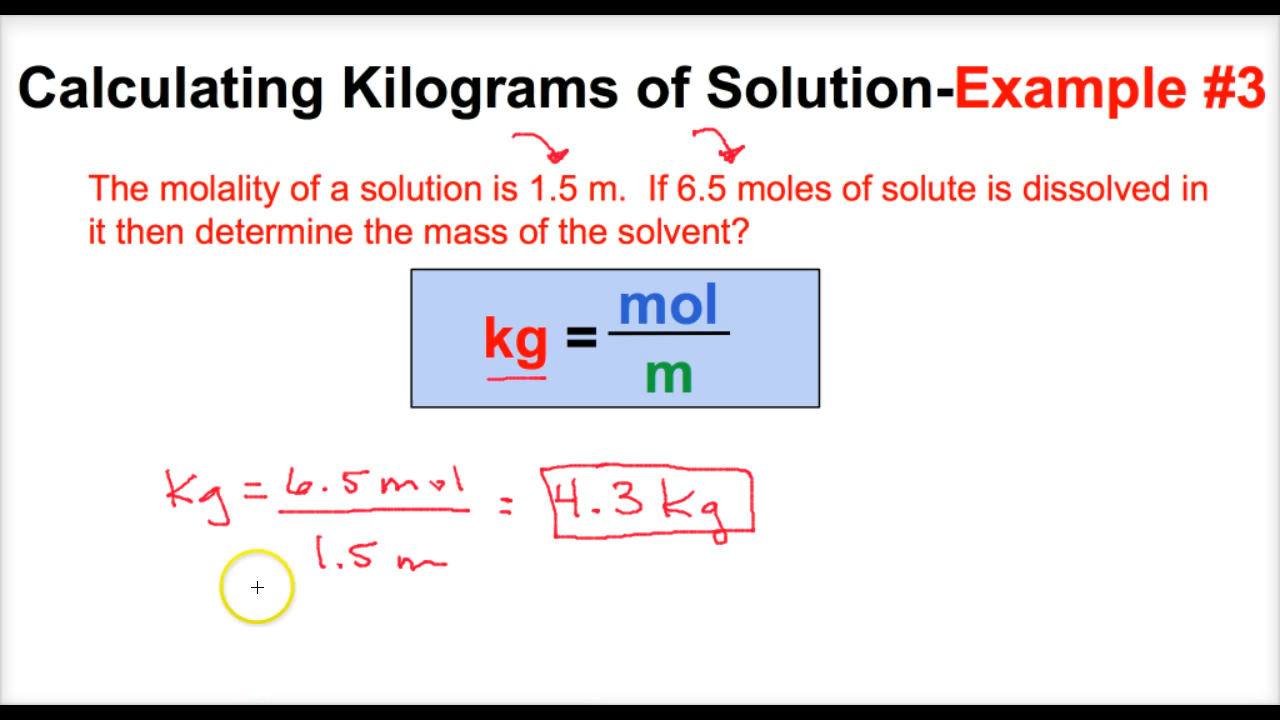 Calculating Kilograms of Solution-Example #3
The molality of a solution is 1.5 m. If 6.5 moles of solute is dissolved in
it then determine the mass of the solvent?
kg = mol
m
Kg = 6.5 mol = 4.3 Kg
1.5 m